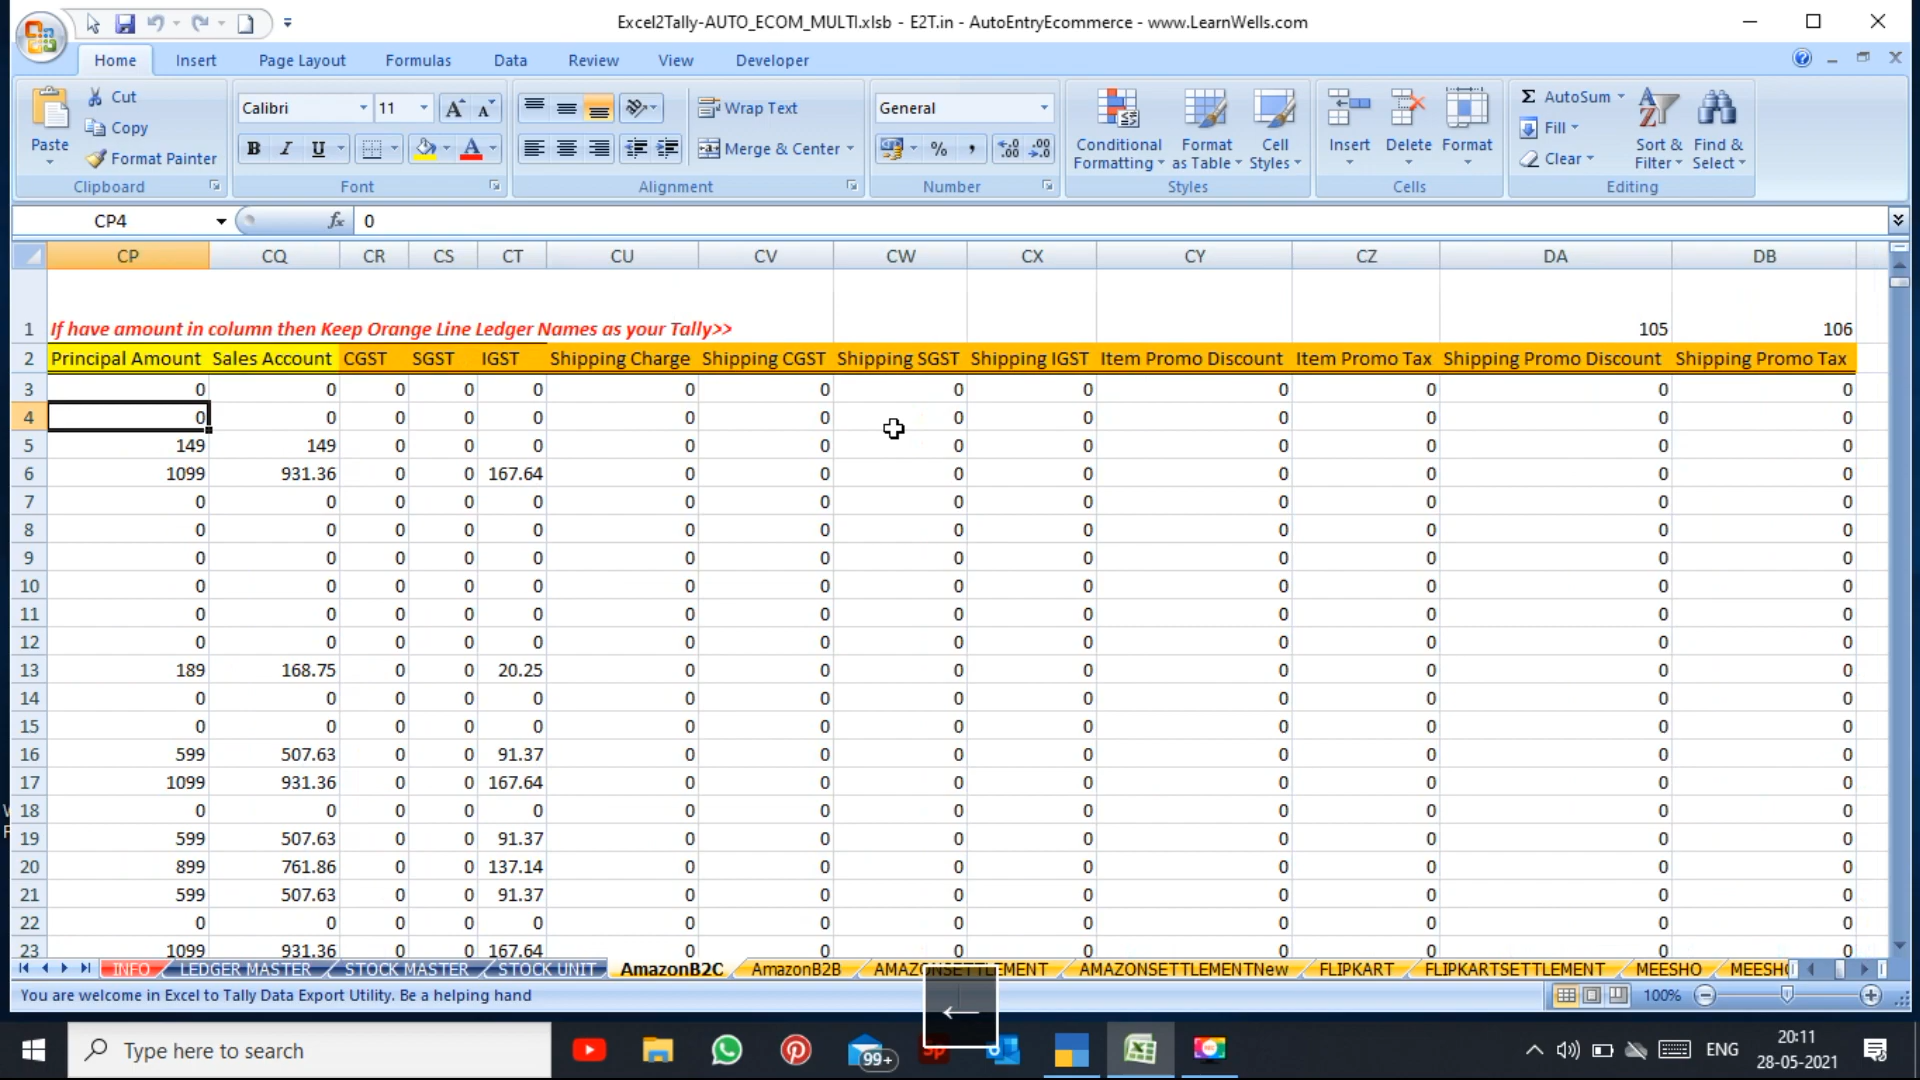 Excel2Tally-AUTO_ECOM_MULTI.xlsb - E2T.in - AutoEntryEcommerce - www.LearnWells.com
Home Insert Page Layout Formulas Data Review View Developer
Paste Cut Copy Format Painter
Calibri 11
B I U
Wrap Text
Merge & Center
General
%
Conditional Formatting Format as Table Cell Styles
Insert Delete Format
Σ AutoSum Fill Clear
Sort & Filter Find & Select
Clipboard Font Alignment Number Styles Cells Editing
CP4 fx 0
CP CQ CR CS CT CU CV CW CX CY CZ DA DB
1 If have amount in column then Keep Orange Line Ledger Names as your Tally>> 105 106
2 Principal Amount Sales Account CGST SGST IGST Shipping Charge Shipping CGST Shipping SGST Shipping IGST Item Promo Discount Item Promo Tax Shipping Promo Discount Shipping Promo Tax
3 0 0 0 0 0 0 0 0 0 0 0 0 0
4 0 0 0 0 0 0 0 0 0 0 0 0 0
5 149 149 0 0 0 0 0 0 0 0 0 0 0
6 1099 931.36 0 0 167.64 0 0 0 0 0 0 0 0
7 0 0 0 0 0 0 0 0 0 0 0 0 0
8 0 0 0 0 0 0 0 0 0 0 0 0 0
9 0 0 0 0 0 0 0 0 0 0 0 0 0
10 0 0 0 0 0 0 0 0 0 0 0 0 0
11 0 0 0 0 0 0 0 0 0 0 0 0 0
12 0 0 0 0 0 0 0 0 0 0 0 0 0
13 189 168.75 0 0 20.25 0 0 0 0 0 0 0 0
14 0 0 0 0 0 0 0 0 0 0 0 0 0
15 0 0 0 0 0 0 0 0 0 0 0 0 0
16 599 507.63 0 0 91.37 0 0 0 0 0 0 0 0
17 1099 931.36 0 0 167.64 0 0 0 0 0 0 0 0
18 0 0 0 0 0 0 0 0 0 0 0 0 0
19 599 507.63 0 0 91.37 0 0 0 0 0 0 0 0
20 899 761.86 0 0 137.14 0 0 0 0 0 0 0 0
21 599 507.63 0 0 91.37 0 0 0 0 0 0 0 0
22 0 0 0 0 0 0 0 0 0 0 0 0 0
23 1099 931.36 0 0 167.64 0 0 0 0 0 0 0 0
INFO LEDGER MASTER STOCK MASTER STOCK UNIT AmazonB2C AmazonB2B AMAZONSETTLEMENT AMAZONSETTLEMENTNew FLIPKART FLIPKARTSETTLEMENT MEESHO
You are welcome in Excel to Tally Data Export Utility. Be a helping hand 100%
Type here to search 99+ ENG 20:11
28-05-2021